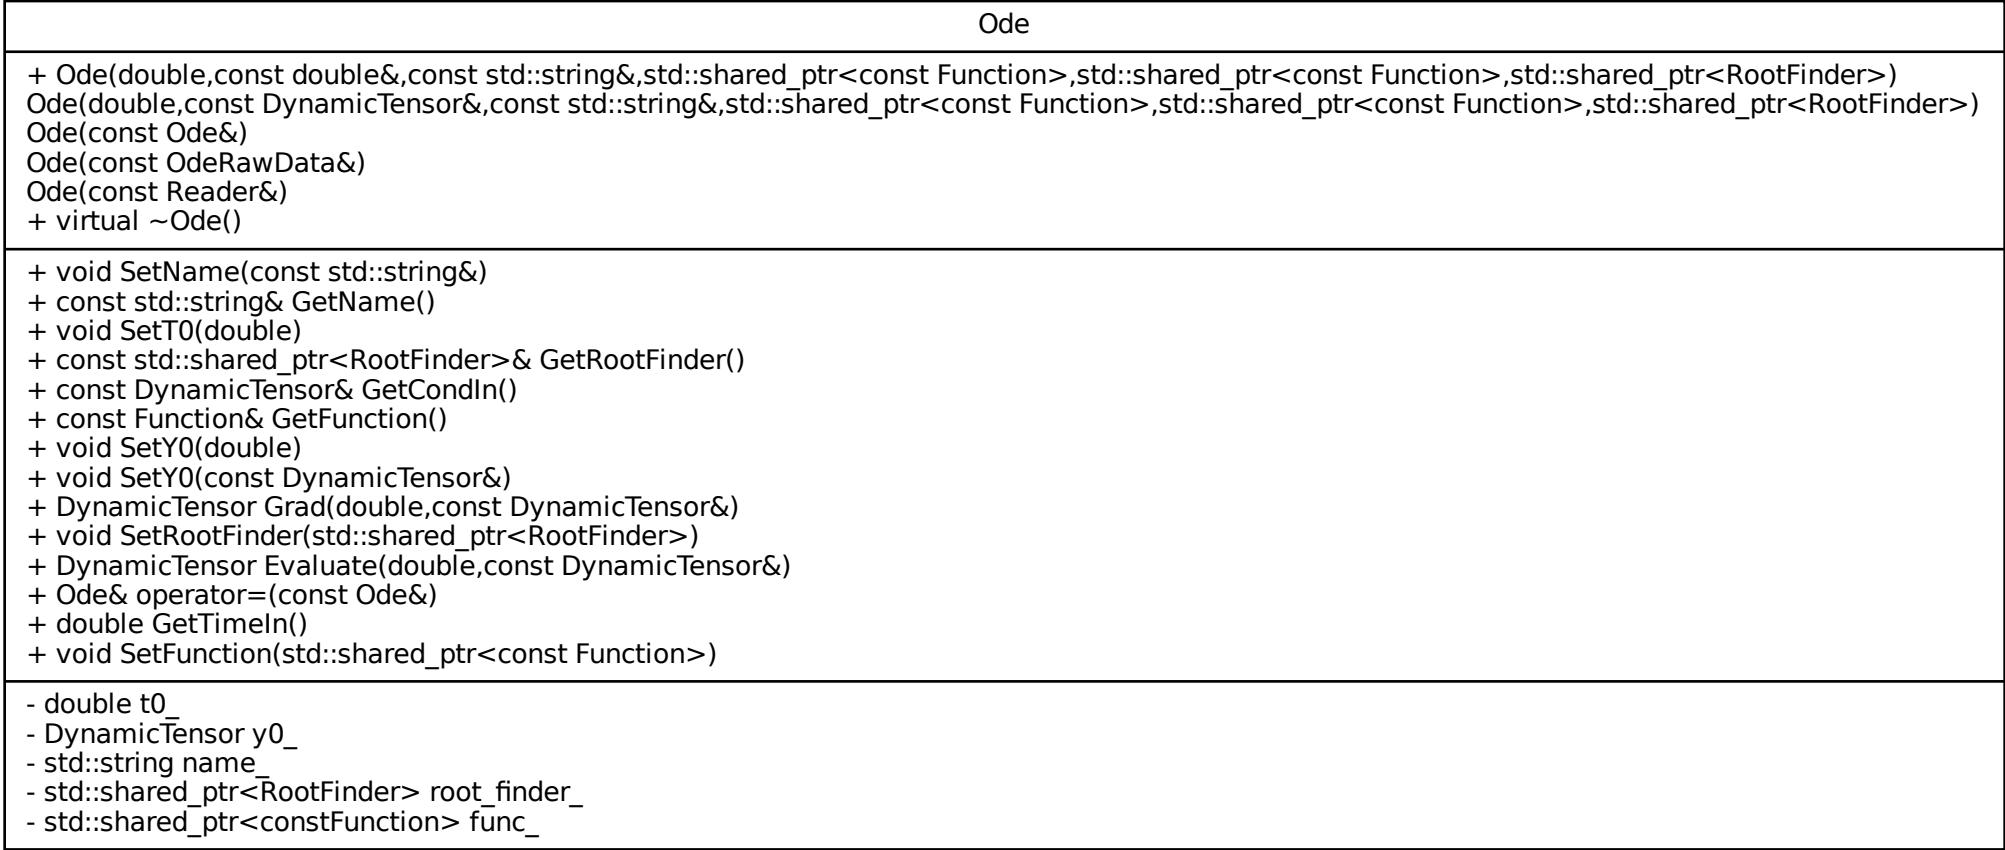 Ode
+ Ode(double,const double&,const std::string&,std::shared_ptr<const Function>,std::shared_ptr<const Function>,std::shared_ptr<RootFinder>)
Ode(double,const DynamicTensor&,const std::string&,std::shared_ptr<const Function>,std::shared_ptr<const Function>,std::shared_ptr<RootFinder>)
Ode(const Ode&)
Ode(const OdeRawData&)
Ode(const Reader&)
+ virtual ~Ode()
+ void SetName(const std::string&)
+ const std::string& GetName()
+ void SetT0(double)
+ const std::shared_ptr<RootFinder>& GetRootFinder()
+ const DynamicTensor& GetCondIn()
+ const Function& GetFunction()
+ void SetY0(double)
+ void SetY0(const DynamicTensor&)
+ DynamicTensor Grad(double,const DynamicTensor&)
+ void SetRootFinder(std::shared_ptr<RootFinder>)
+ DynamicTensor Evaluate(double,const DynamicTensor&)
+ Ode& operator=(const Ode&)
+ double GetTimeIn()
+ void SetFunction(std::shared_ptr<const Function>)
- double t0_
- DynamicTensor y0_
- std::string name_
- std::shared_ptr<RootFinder> root_finder_
- std::shared_ptr<constFunction> func_